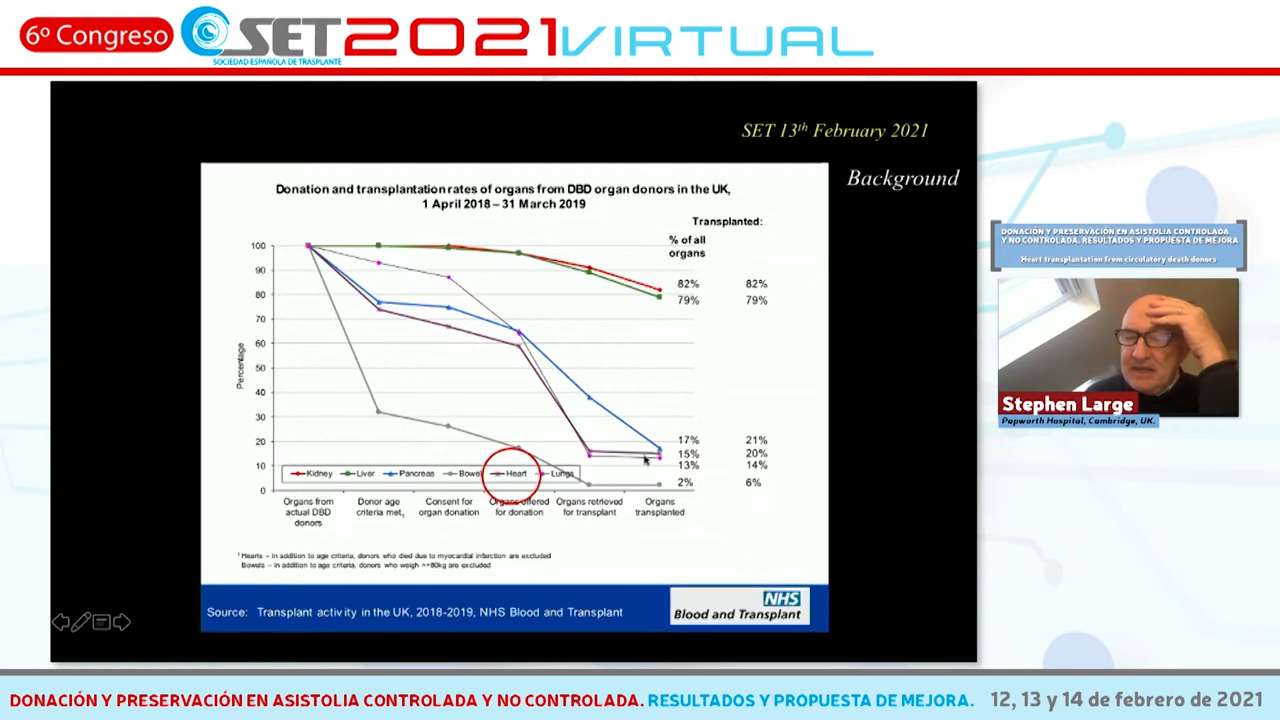 6º Congreso SET 2021 VIRTUAL
SOCIEDAD ESPAÑOLA DE TRASPLANTE
SET 13th February 2021
Background
Donation and transplantation rates of organs from DBD organ donors in the UK,
1 April 2018 – 31 March 2019
Transplanted:
% of all
organs
100
90
80
70
60
50
40
30
20
10
0
Percentage
82% 82%
79% 79%
17% 21%
15% 20%
13% 14%
2% 6%
Kidney Liver Pancreas Bowel Heart Lungs
Organs from
actual DBD
donors
Donor age
criteria met1
Consent for
organ donation
Organs offered
for donation
Organs retrieved
for transplant
Organs
transplanted
1 Hearts – in addition to age criteria, donors who died due to myocardial infarction are excluded
Bowels – in addition to age criteria, donors who weigh >=80kg are excluded
Source: Transplant activity in the UK, 2018-2019, NHS Blood and Transplant
NHS
Blood and Transplant
DONACIÓN Y PRESERVACIÓN EN ASISTOLIA CONTROLADA
Y NO CONTROLADA. RESULTADOS Y PROPUESTA DE MEJORA
Heart transplantation from circulatory death donors
Stephen Large
Papworth Hospital, Cambridge, UK.
DONACIÓN Y PRESERVACIÓN EN ASISTOLIA CONTROLADA Y NO CONTROLADA. RESULTADOS Y PROPUESTA DE MEJORA. 12, 13 y 14 de febrero de 2021